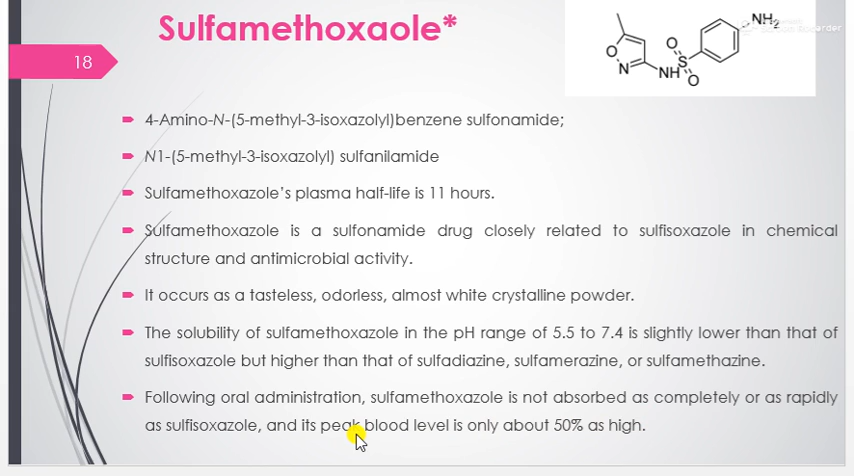 Sulfamethoxaole*
18
NH2
O
N
NH
S
O
O
4-Amino-N-(5-methyl-3-isoxazolyl)benzene sulfonamide;
N1-(5-methyl-3-isoxazolyl) sulfanilamide
Sulfamethoxazole's plasma half-life is 11 hours.
Sulfamethoxazole is a sulfonamide drug closely related to sulfisoxazole in chemical
structure and antimicrobial activity.
It occurs as a tasteless, odorless, almost white crystalline powder.
The solubility of sulfamethoxazole in the pH range of 5.5 to 7.4 is slightly lower than that of
sulfisoxazole but higher than that of sulfadiazine, sulfamerazine, or sulfamethazine.
Following oral administration, sulfamethoxazole is not absorbed as completely or as rapidly
as sulfisoxazole, and its peak blood level is only about 50% as high.